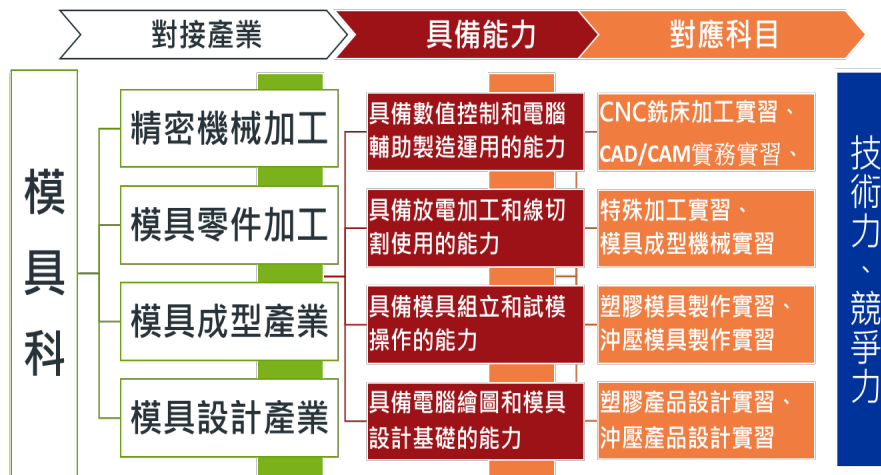 對接產業
具備能力
對應科目
模具科
精密機械加工
模具零件加工
模具成型產業
模具設計產業
具備數值控制和電腦
輔助製造運用的能力
具備放電加工和線切
割使用的能力
具備模具組立和試模
操作的能力
具備電腦繪圖和模具
設計基礎的能力
CNC銑床加工實習、
CAD/CAM實務實習、
特殊加工實習、
模具成型機械實習
塑膠模具製作實習、
沖壓模具製作實習
塑膠產品設計實習、
沖壓產品設計實習
技術力、競爭力